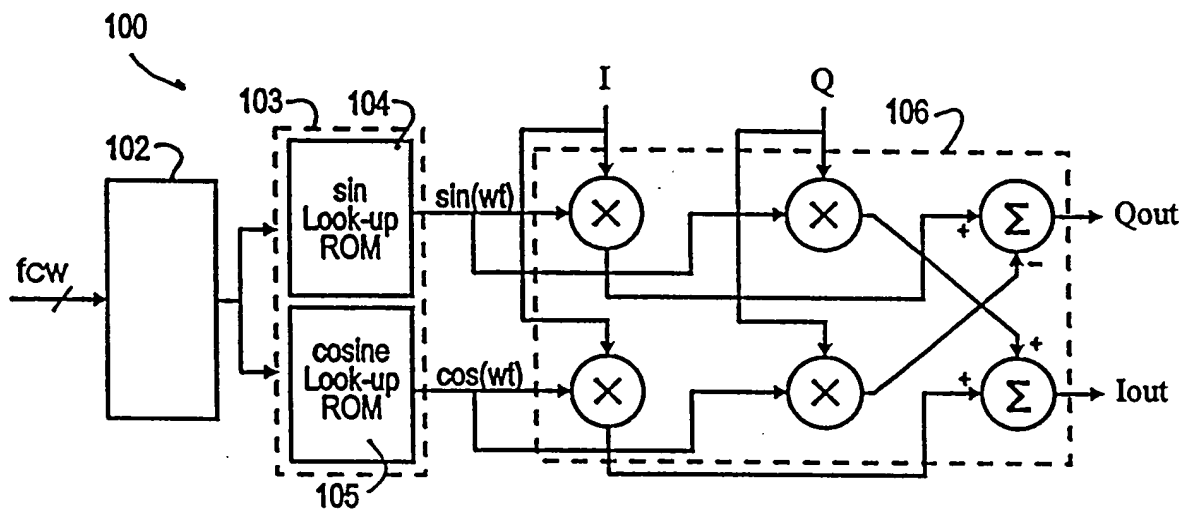 100
I
Q
103
104
106
102
sin
Look-up
ROM
sin(wt)
×
×
Σ
Qout
+
-
fcw
cosine
Look-up
ROM
cos(wt)
×
×
+
+
Σ
Iout
105